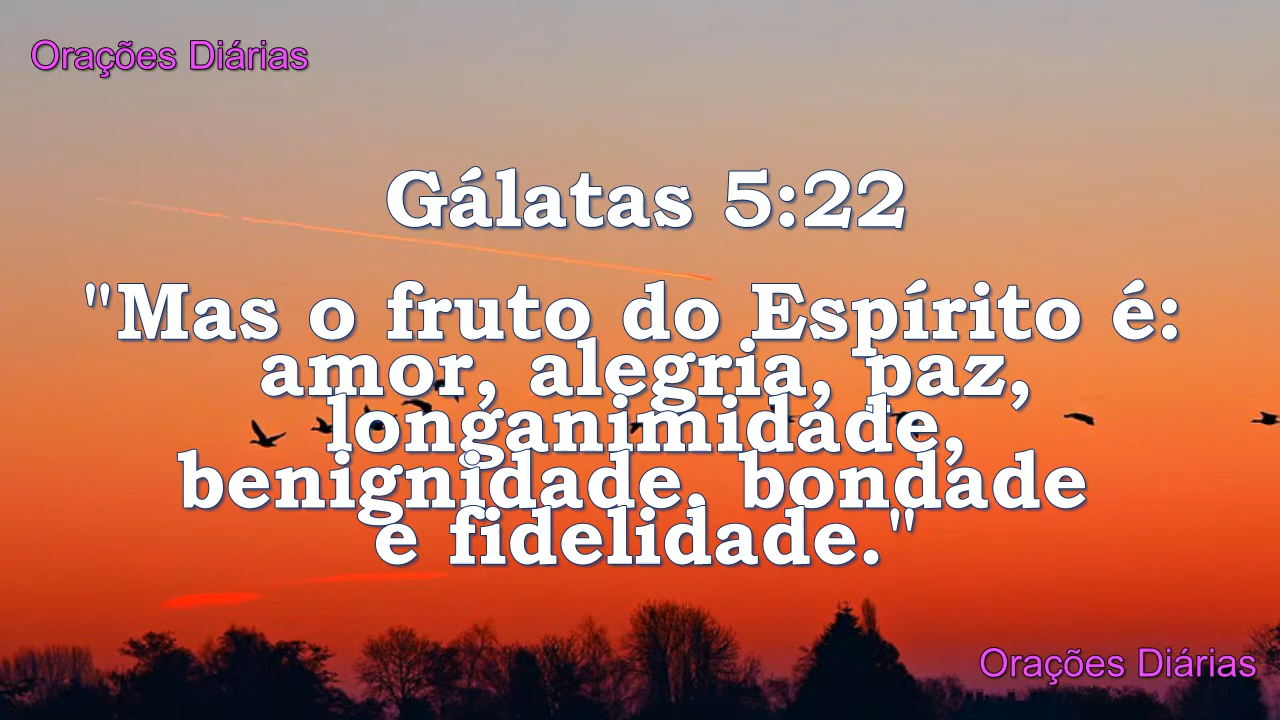 Orações Diárias
Gálatas 5:22
"Mas o fruto do Espírito é:
amor, alegria, paz,
longanimidade,
benignidade, bondade
e fidelidade."
Orações Diárias